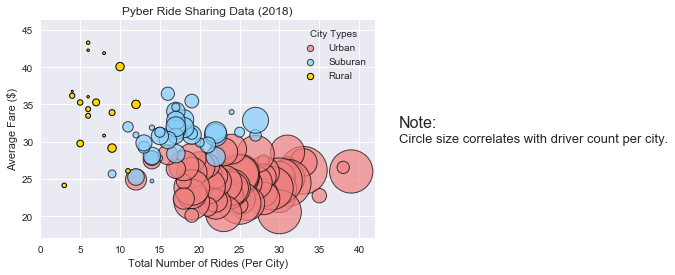 Pyber Ride Sharing Data (2018)
City Types
Urban
Suburan
Rural
45
40
35
30
25
20
Average Fare ($)
0
5
10
15
20
25
30
35
40
Total Number of Rides (Per City)
Note:
Circle size correlates with driver count per city.